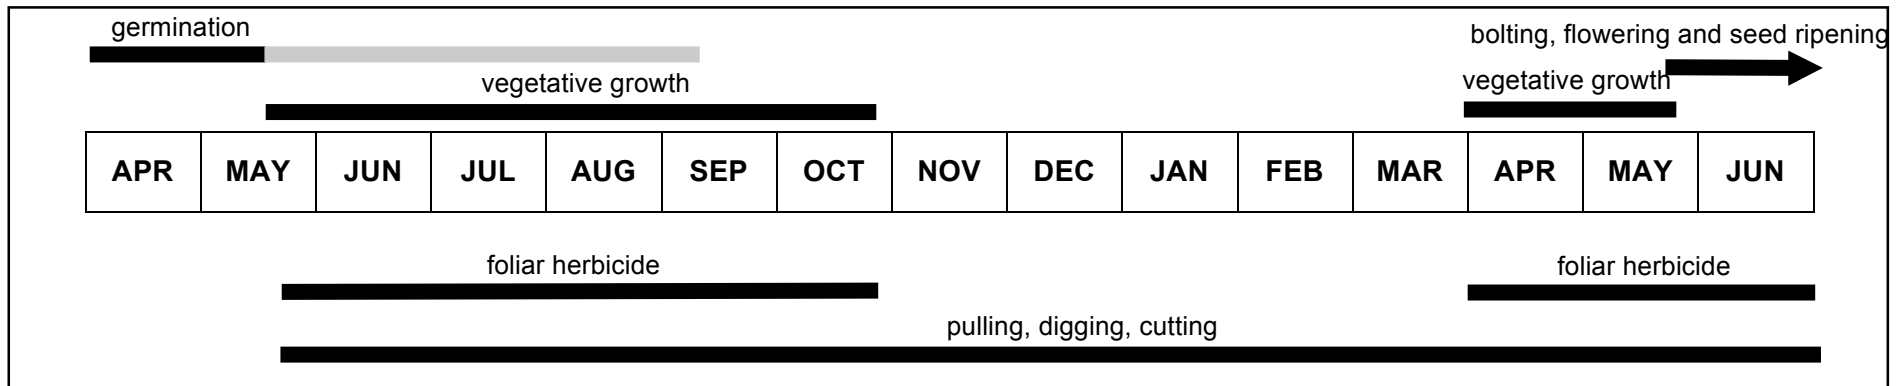 germination
bolting, flowering and seed ripening
vegetative growth
vegetative growth
APR MAY JUN JUL AUG SEP OCT NOV DEC JAN FEB MAR APR MAY JUN
foliar herbicide
foliar herbicide
pulling, digging, cutting